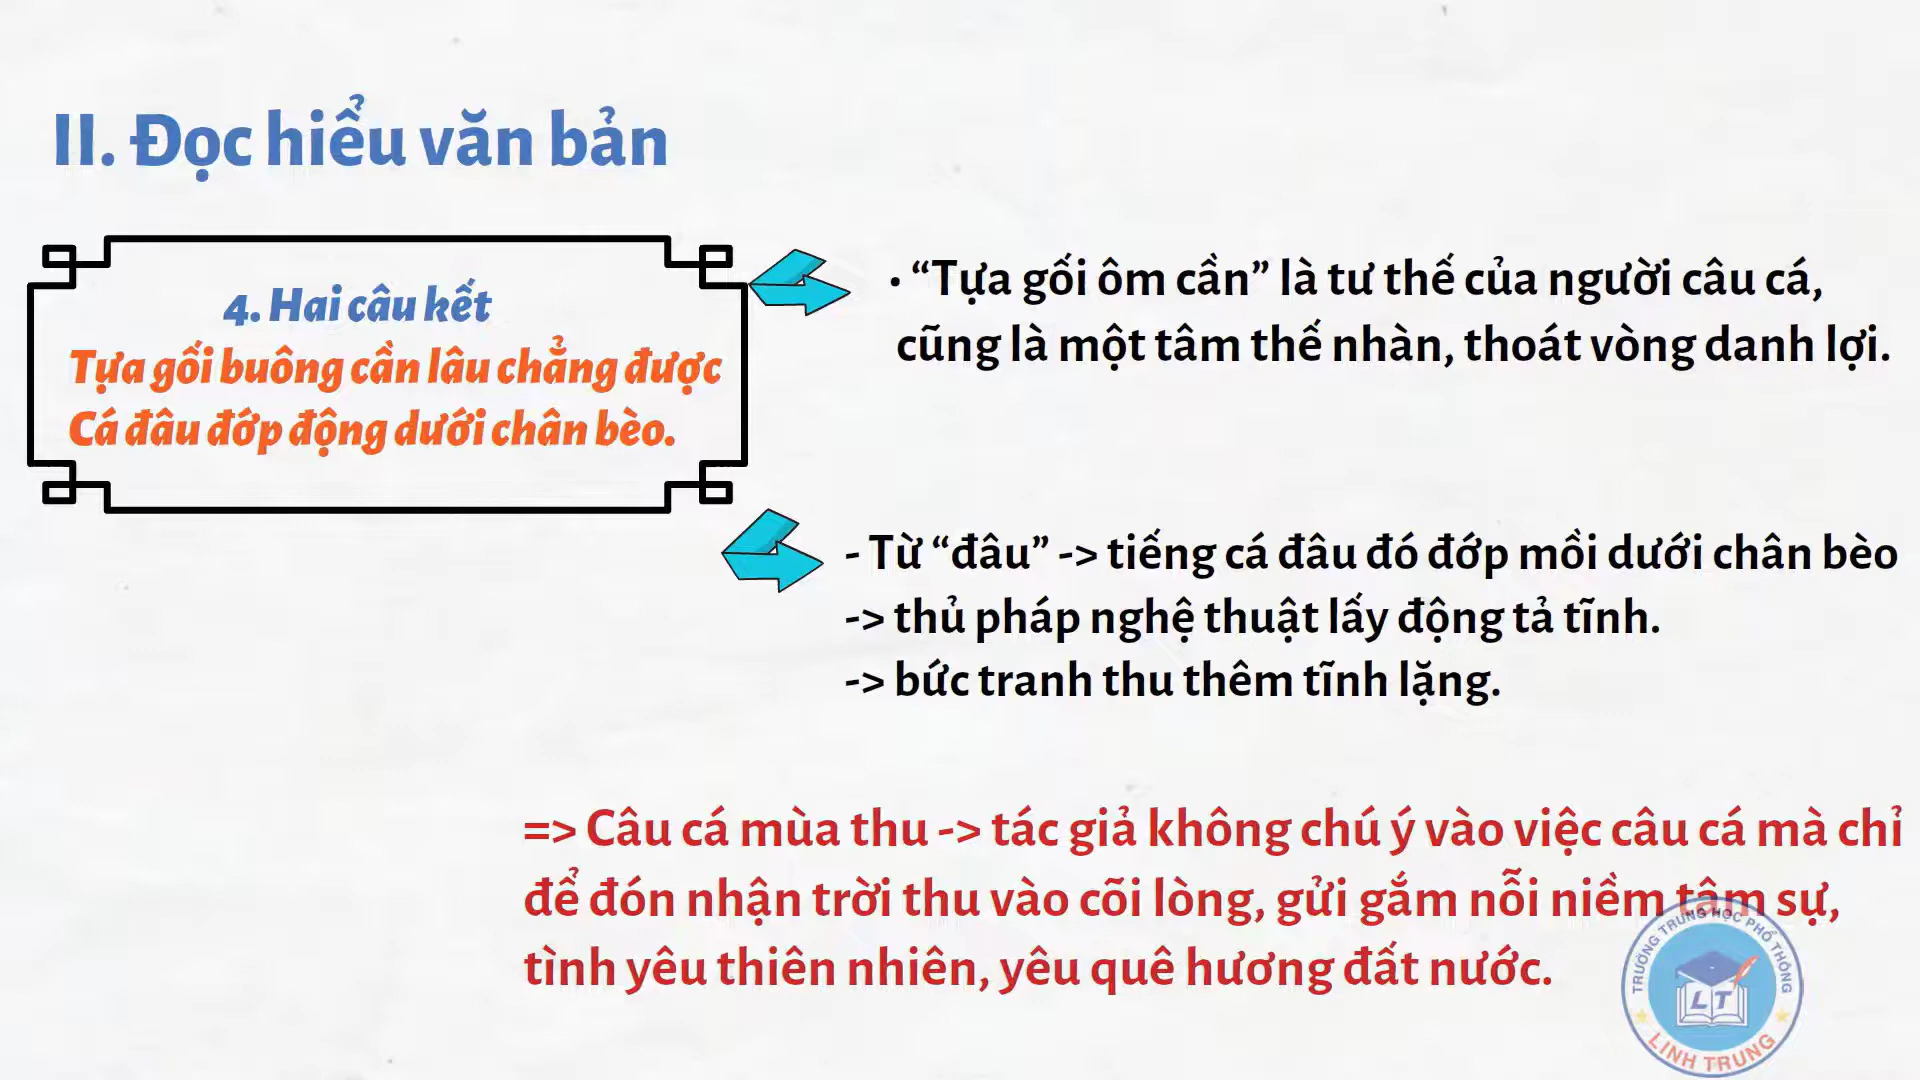 II. Đọc hiểu văn bản
4. Hai câu kết
Tựa gối buông cần lâu chẳng được
Cá đâu đớp động dưới chân bèo.
• “Tựa gối ôm cần” là tư thế của người câu cá,
cũng là một tâm thế nhàn, thoát vòng danh lợi.
- Từ “đâu” -> tiếng cá đâu đó đớp mồi dưới chân bèo
-> thủ pháp nghệ thuật lấy động tả tĩnh.
-> bức tranh thu thêm tĩnh lặng.
=> Câu cá mùa thu -> tác giả không chú ý vào việc câu cá mà chỉ
để đón nhận trời thu vào cõi lòng, gửi gắm nỗi niềm tâm sự,
tình yêu thiên nhiên, yêu quê hương đất nước.
TRƯỜNG TRUNG HỌC PHỔ THÔNG
LT
LINH TRUNG